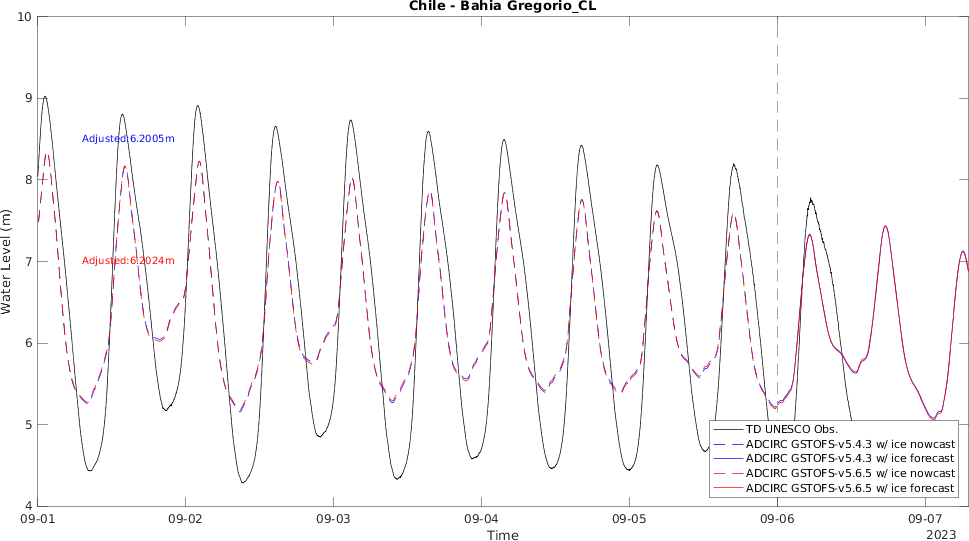 Chile - Bahia Gregorio_CL
Water Level (m)
10
9
8
7
6
5
4
Adjusted:6.2005m
Adjusted:6.2024m
TD UNESCO Obs.
ADCIRC GSTOFS-v5.4.3 w/ ice nowcast
ADCIRC GSTOFS-v5.4.3 w/ ice forecast
ADCIRC GSTOFS-v5.6.5 w/ ice nowcast
ADCIRC GSTOFS-v5.6.5 w/ ice forecast
09-01 09-02 09-03 09-04 09-05 09-06 09-07
Time
2023